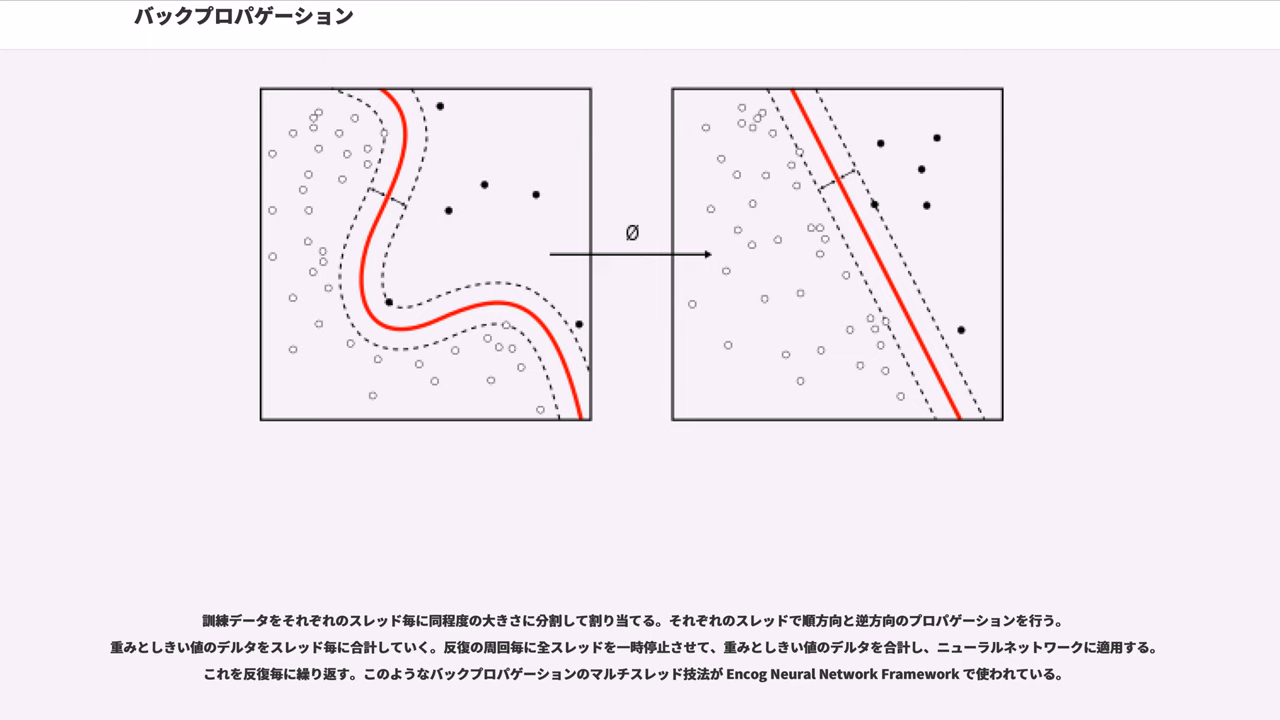 バックプロパゲーション
Ø
訓練データをそれぞれのスレッド毎に同程度の大きさに分割して割り当てる。それぞれのスレッドで順方向と逆方向のプロパゲーションを行う。
重みとしきい値のデルタをスレッド毎に合計していく。反復の周回毎に全スレッドを一時停止させて、重みとしきい値のデルタを合計し、ニューラルネットワークに適用する。
これを反復毎に繰り返す。このようなバックプロパゲーションのマルチスレッド技法が Encog Neural Network Framework で使われている。